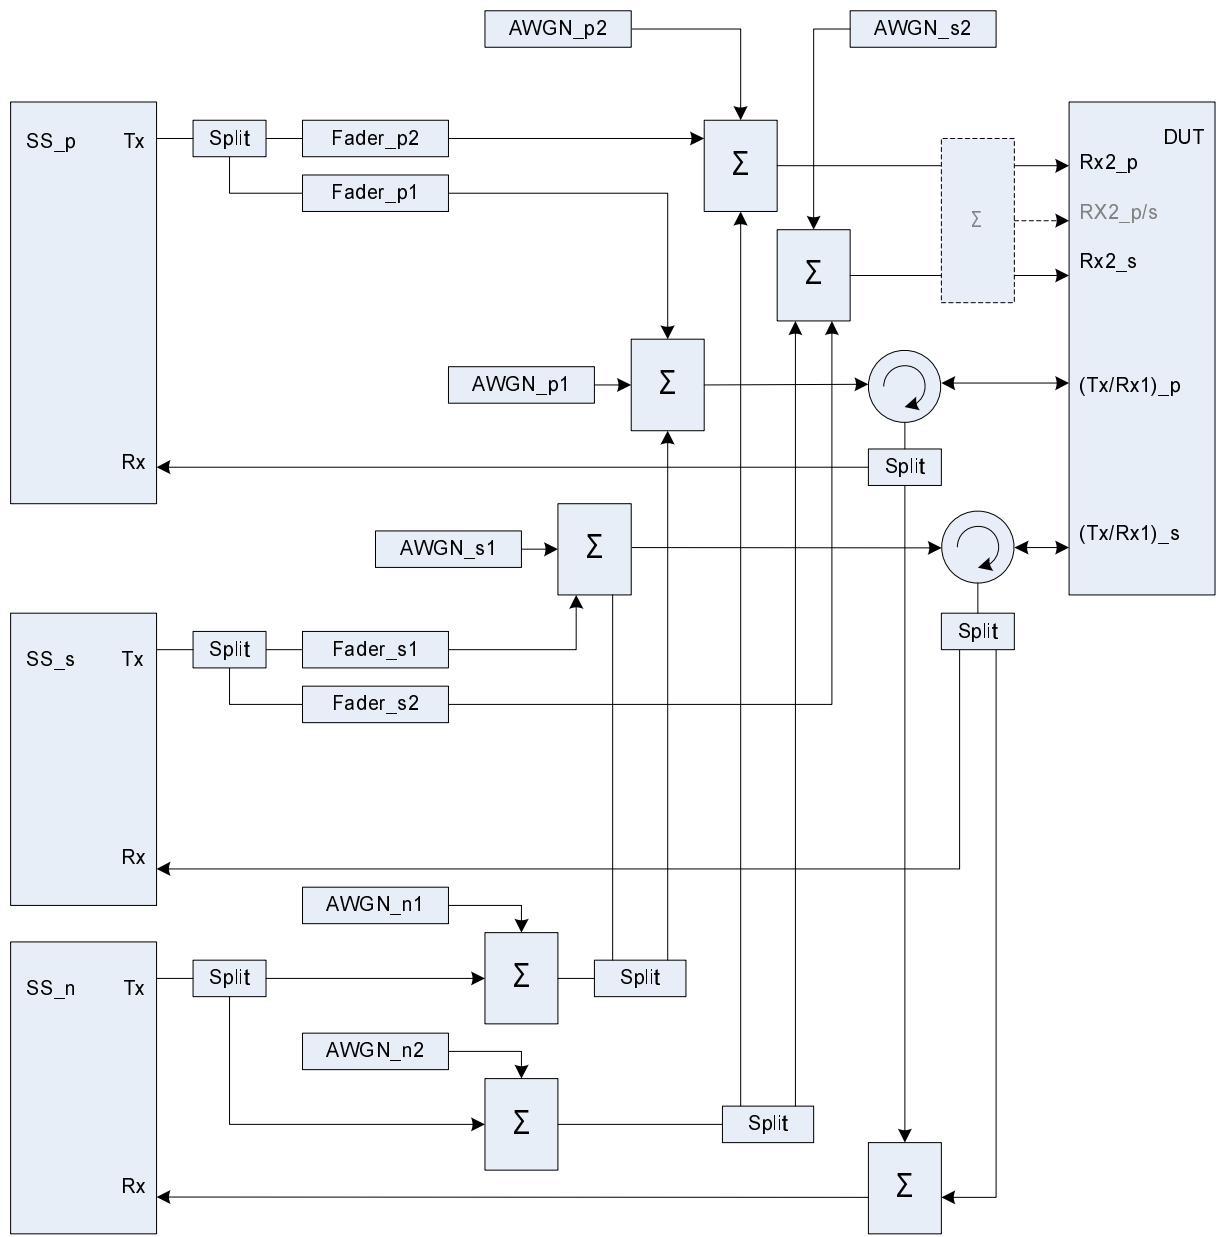 AWGN_p2
AWGN_s2
SS_p
Tx
Split
Fader_p2
Fader_p1
Σ
Σ
Σ
DUT
Rx2_p
RX2_p/s
Rx2_s
AWGN_p1
Σ
(Tx/Rx1)_p
Rx
Split
AWGN_s1
Σ
(Tx/Rx1)_s
SS_s
Tx
Split
Fader_s1
Fader_s2
Split
Rx
AWGN_n1
SS_n
Tx
Split
Σ
Split
AWGN_n2
Σ
Split
Rx
Σ